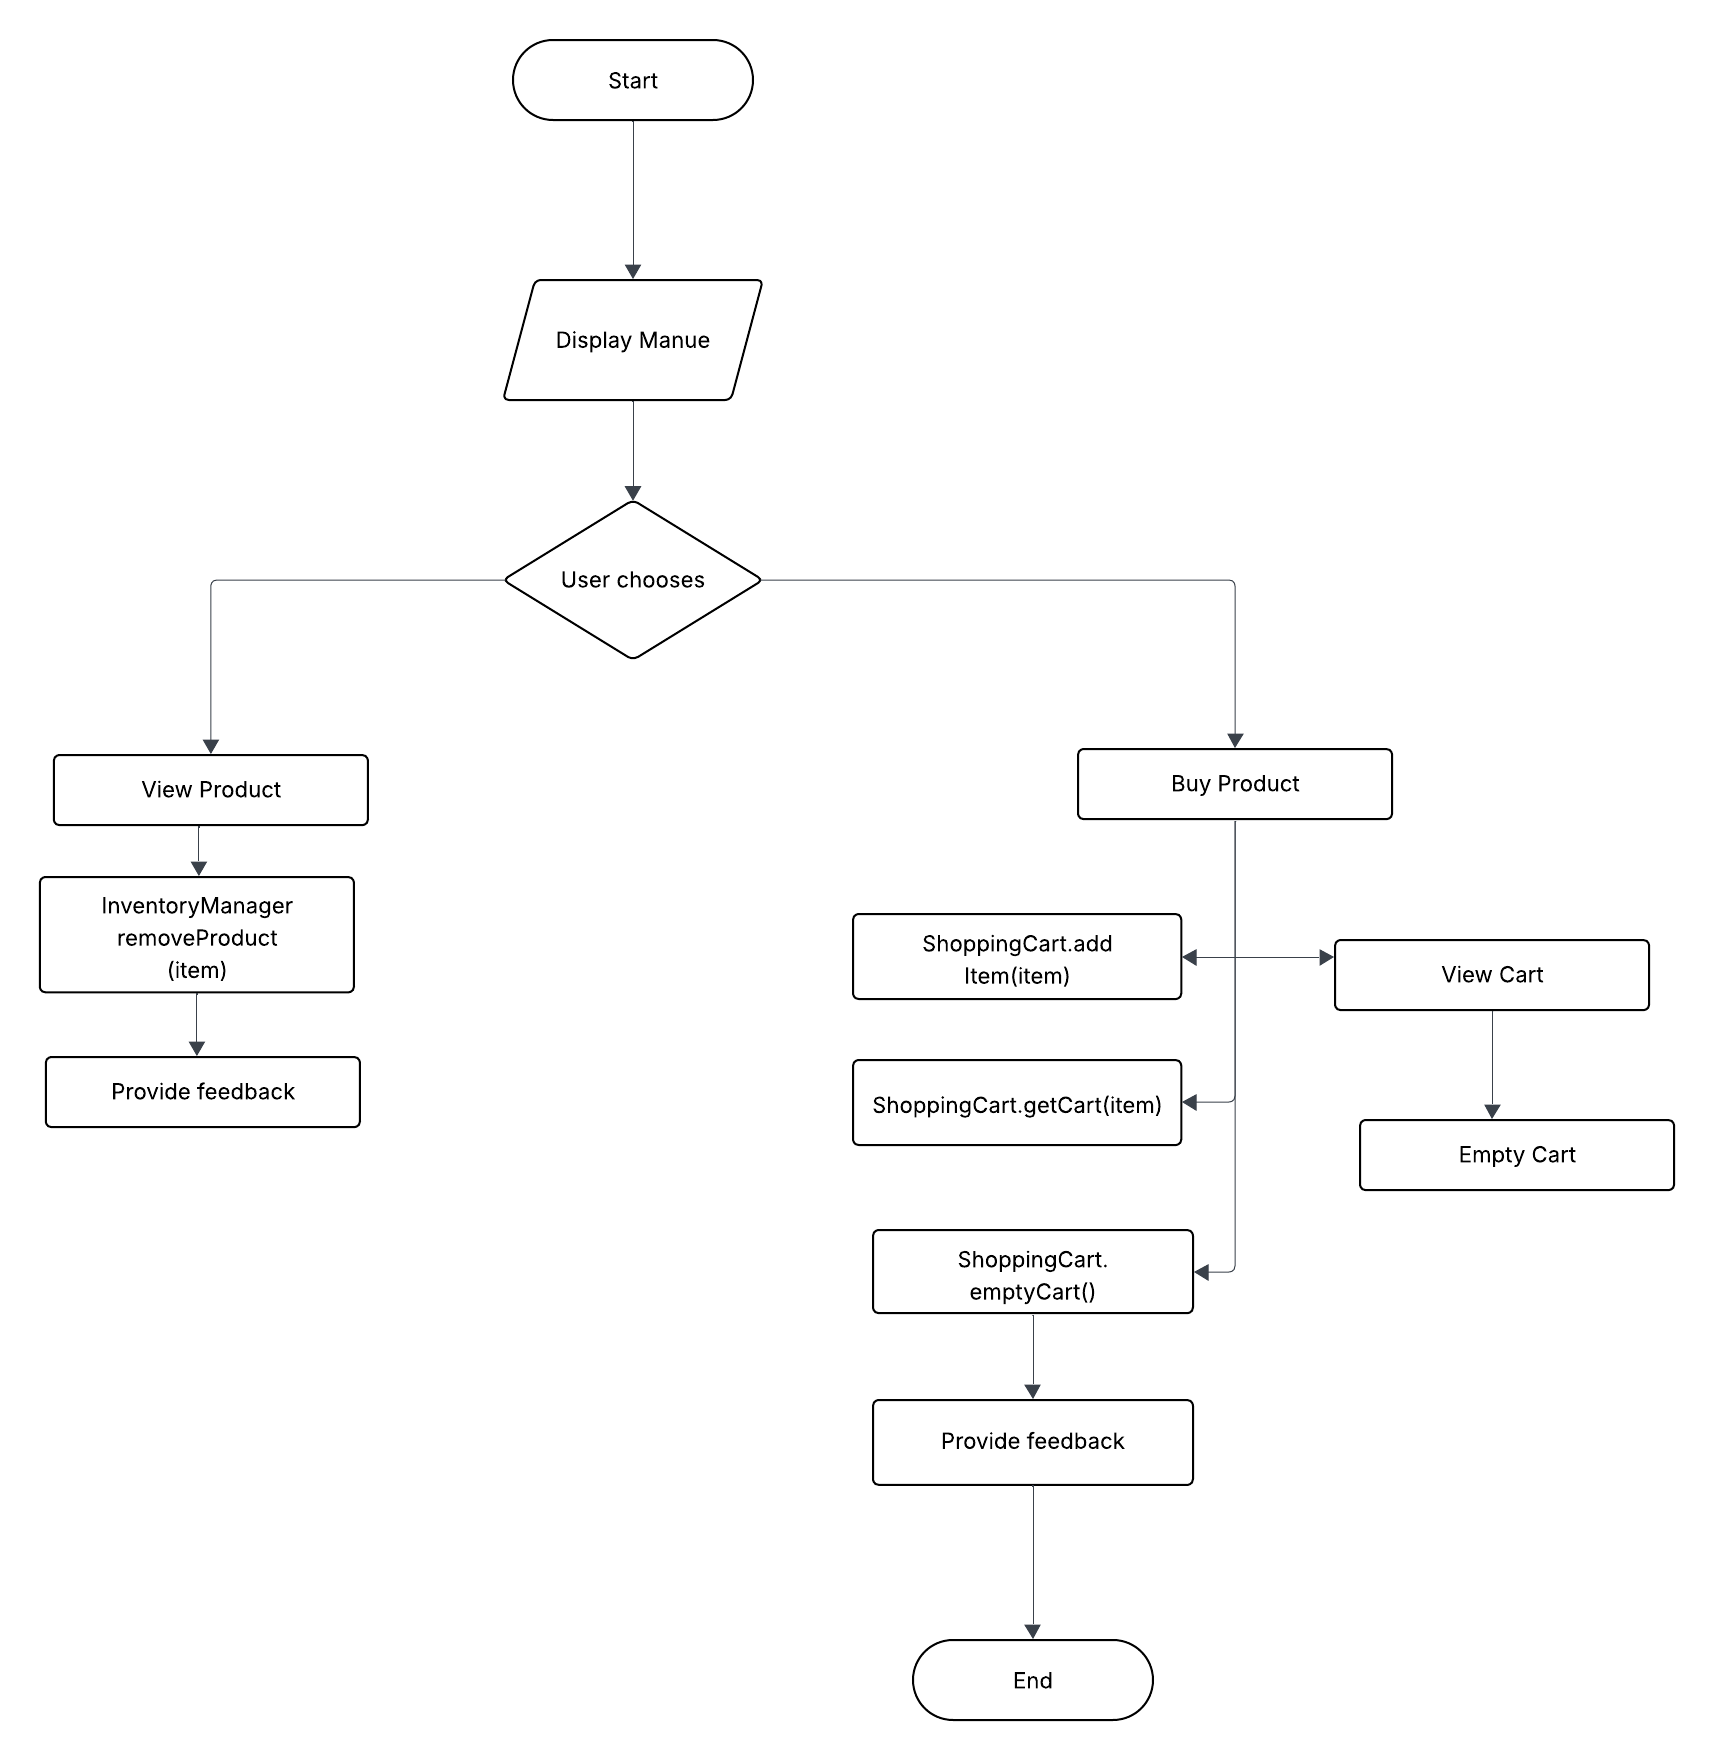 Start
Display Manue
User chooses
View Product
Buy Product
InventoryManager
removeProduct
(item)
ShoppingCart.add
Item(item)
View Cart
Provide feedback
ShoppingCart.getCart(item)
Empty Cart
ShoppingCart.
emptyCart()
Provide feedback
End